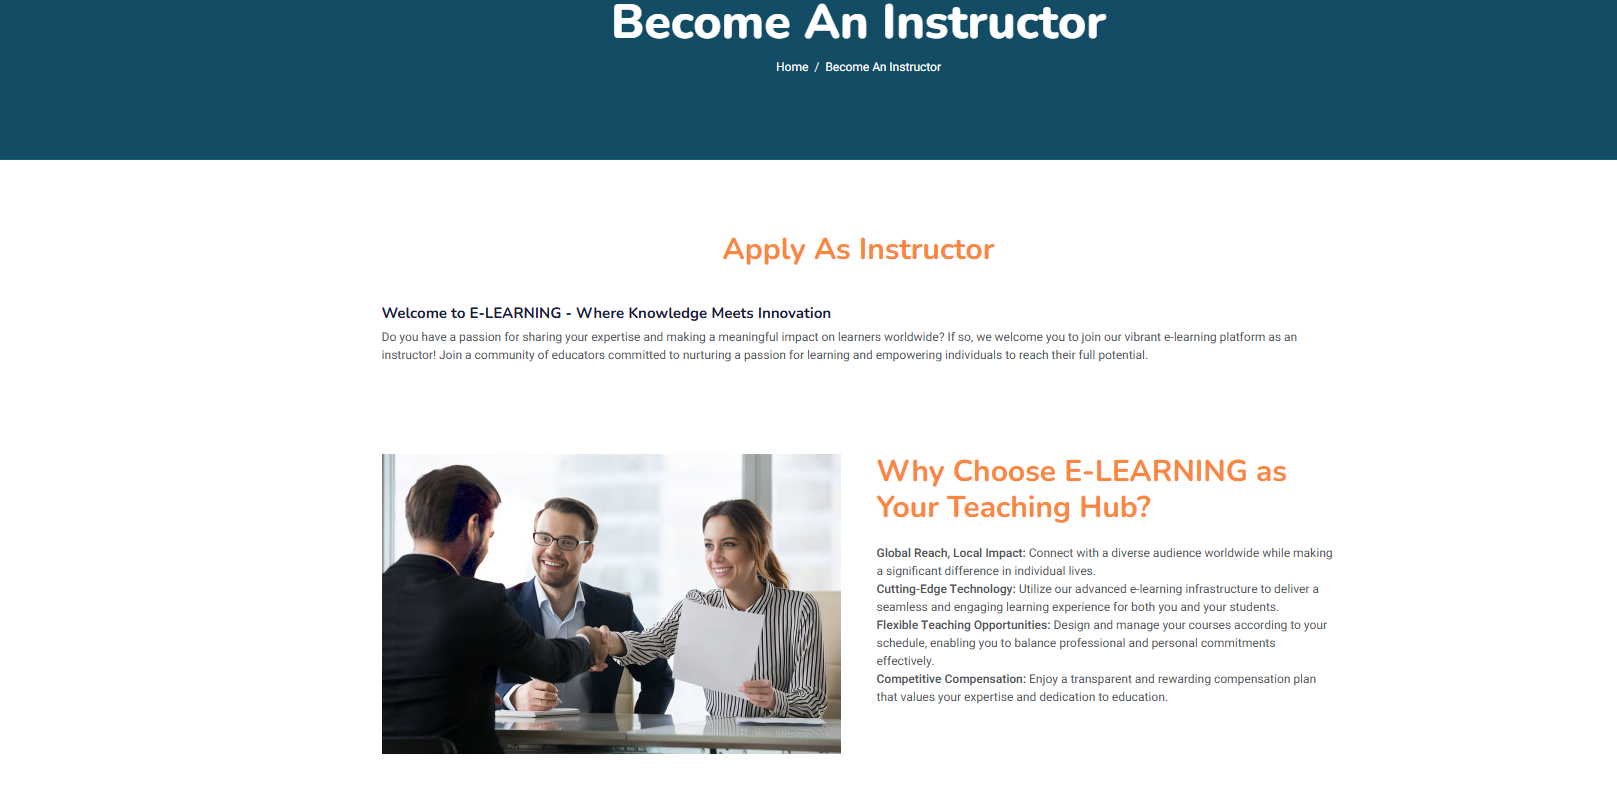 Become An Instructor
Home / Become An Instructor
Apply As Instructor
Welcome to E-LEARNING - Where Knowledge Meets Innovation
Do you have a passion for sharing your expertise and making a meaningful impact on learners worldwide? If so, we welcome you to join our vibrant e-learning platform as an
instructor! Join a community of educators committed to nurturing a passion for learning and empowering individuals to reach their full potential.
Why Choose E-LEARNING as
Your Teaching Hub?
Global Reach, Local Impact: Connect with a diverse audience worldwide while making
a significant difference in individual lives.
Cutting-Edge Technology: Utilize our advanced e-learning infrastructure to deliver a
seamless and engaging learning experience for both you and your students.
Flexible Teaching Opportunities: Design and manage your courses according to your
schedule, enabling you to balance professional and personal commitments
effectively.
Competitive Compensation: Enjoy a transparent and rewarding compensation plan
that values your expertise and dedication to education.